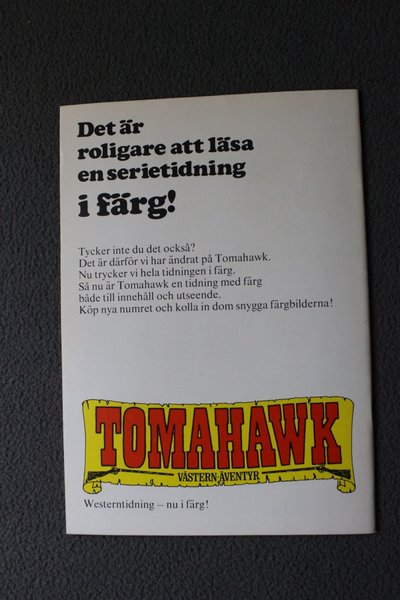 Det är
roligare att läsa
en serietidning
i färg!
Tycker inte du det också?
Det är därför vi har ändrat på Tomahawk.
Nu trycker vi hela tidningen i färg.
Så nu är Tomahawk en tidning med färg
både till innehåll och utseende.
Köp nya numret och kolla in dom snygga färgbilderna!
TOMAHAWK
VÄSTERN-ÄVENTYR
Westerntidning – nu i färg!